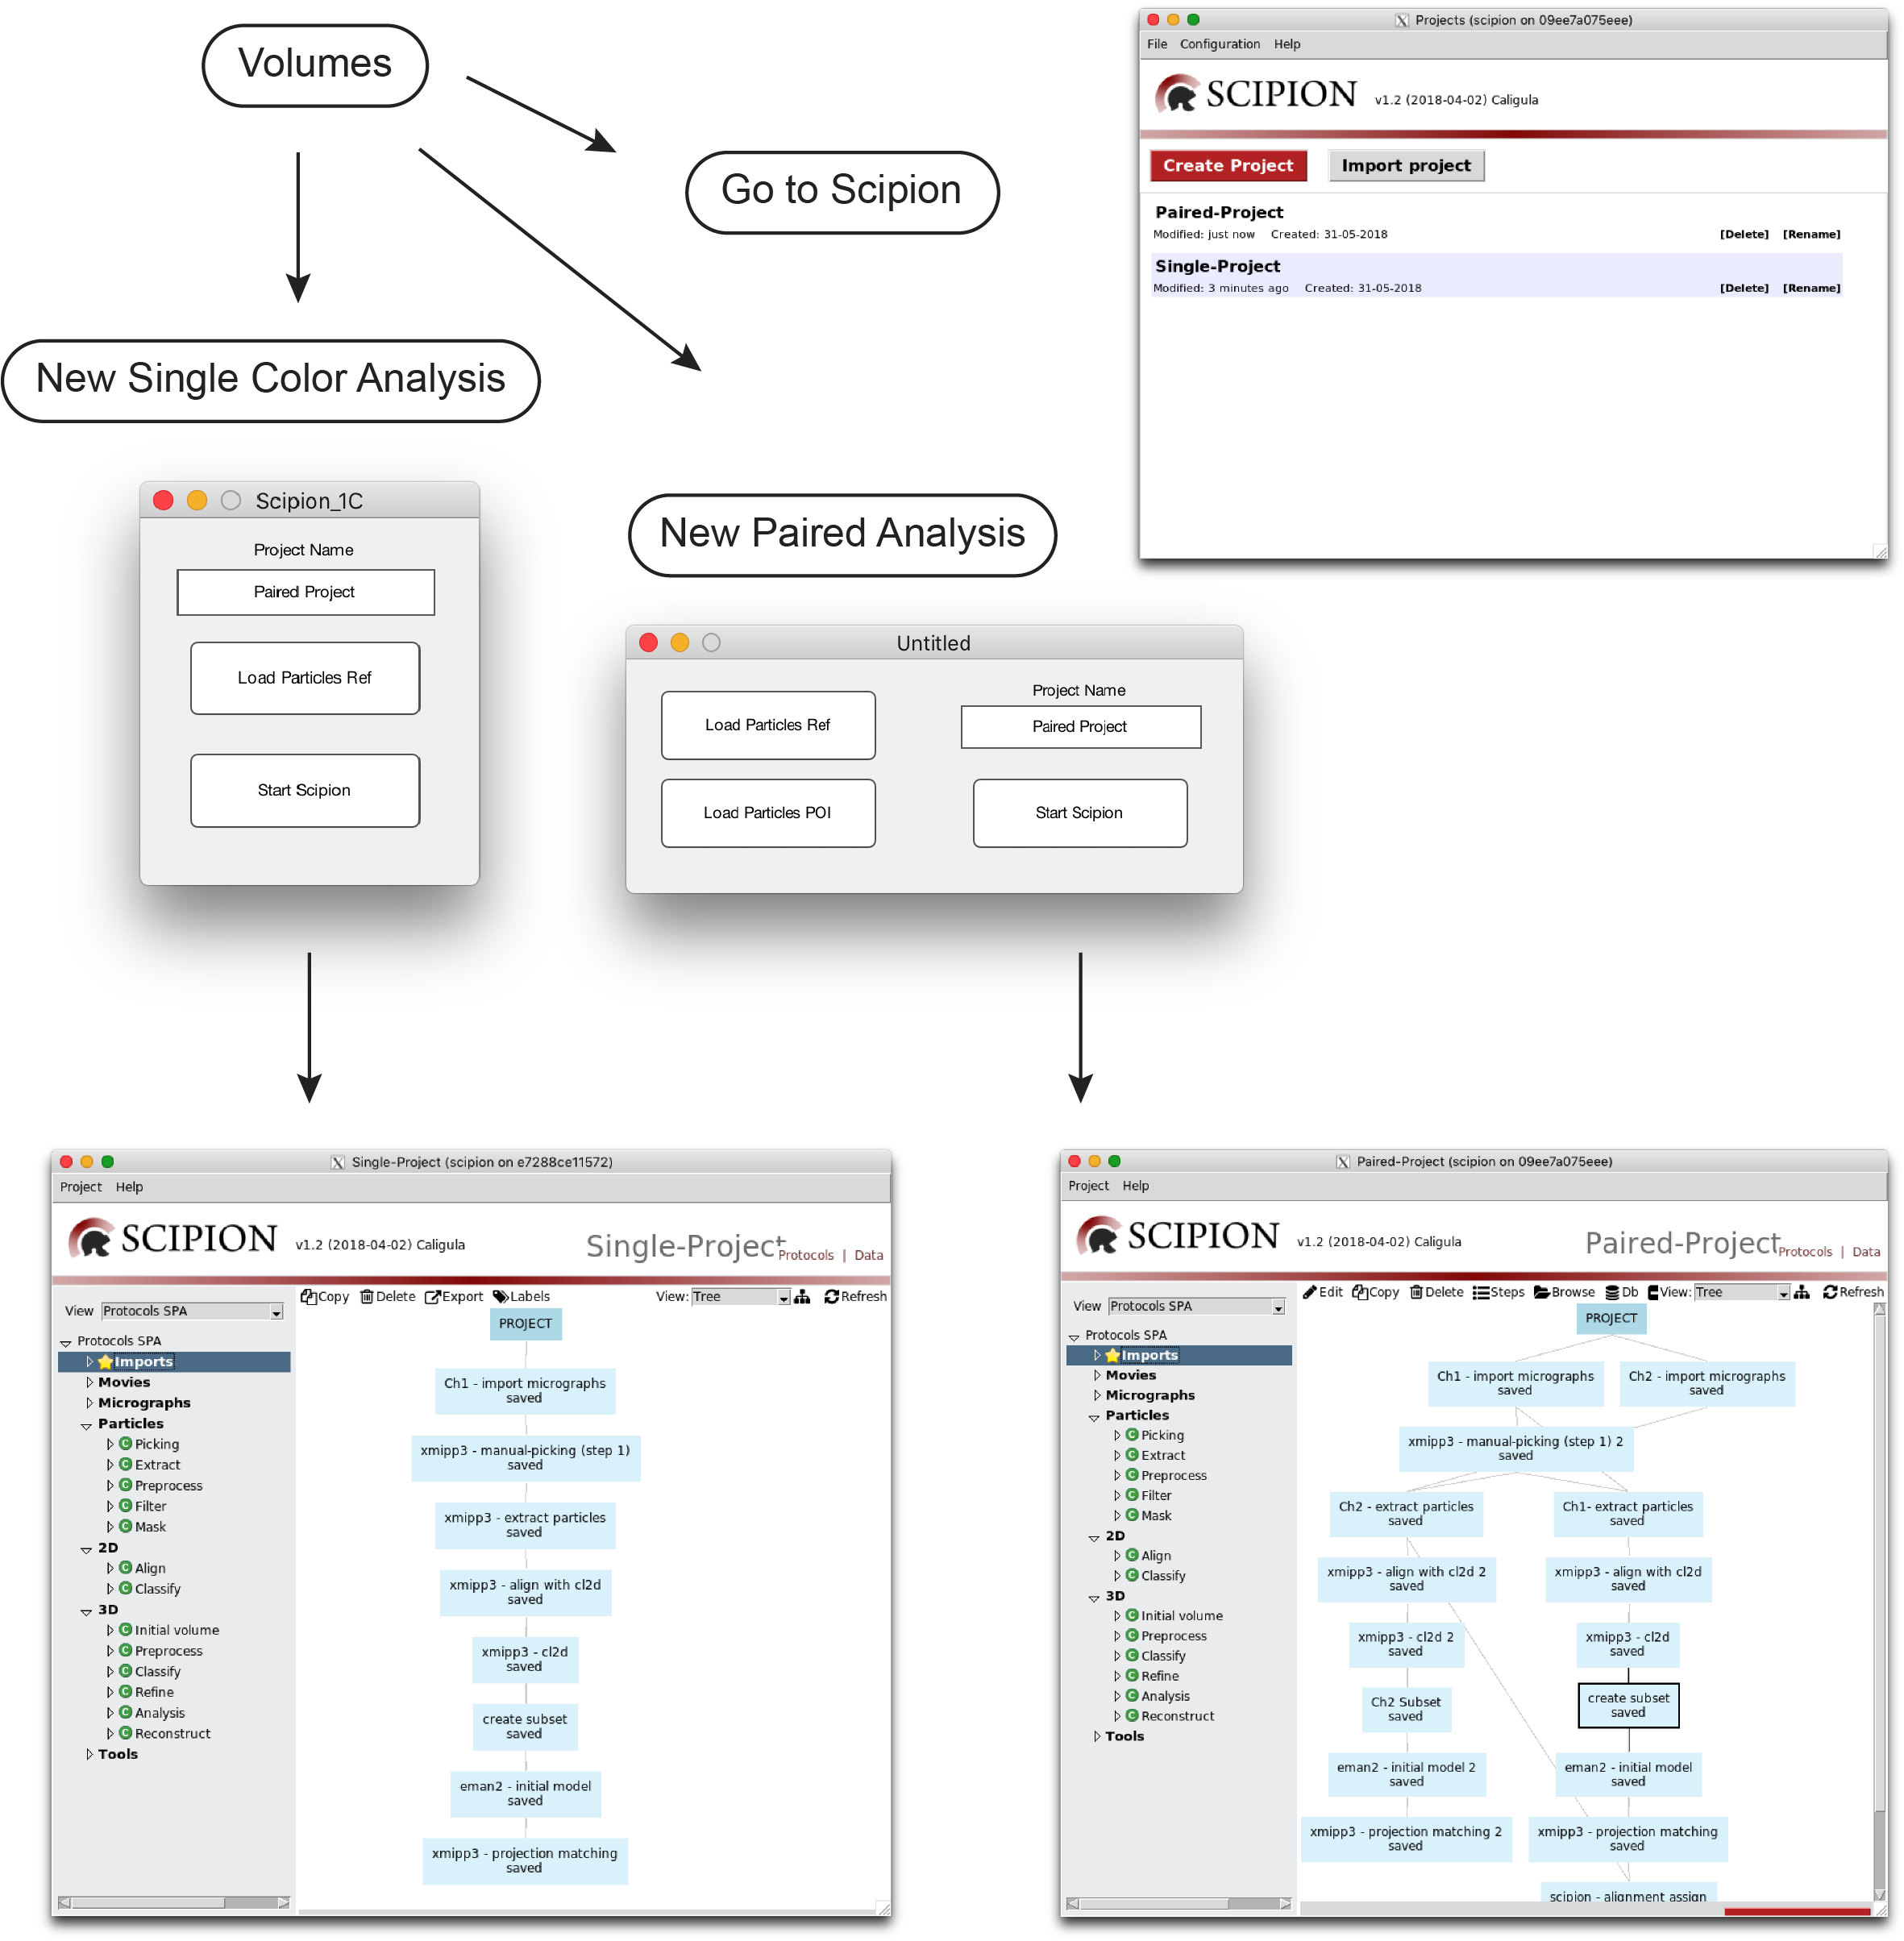 Volumes
Go to Scipion
New Single Color Analysis
New Paired Analysis
Projects (scipion on 09ee7a075eee)
File Configuration Help
SCIPION v1.2 (2018-04-02) Caligula
Create Project Import project
Paired-Project
Modified: just now Created: 31-05-2018 [Delete] [Rename]
Single-Project
Modified: 3 minutes ago Created: 31-05-2018 [Delete] [Rename]
Scipion_1C
Project Name
Paired Project
Load Particles Ref
Start Scipion
Untitled
Load Particles Ref
Load Particles POI
Project Name
Paired Project
Start Scipion
Single-Project (scipion on e7288ce11572)
Project Help
SCIPION v1.2 (2018-04-02) Caligula
Single-Project Protocols | Data
View Protocols SPA
Copy Delete Export Labels View: Tree Refresh
Protocols SPA
Imports
Movies
Micrographs
Particles
Picking
Extract
Preprocess
Filter
Mask
2D
Align
Classify
3D
Initial volume
Preprocess
Classify
Refine
Analysis
Reconstruct
Tools
PROJECT
Ch1 - import micrographs
saved
xmipp3 - manual-picking (step 1)
saved
xmipp3 - extract particles
saved
xmipp3 - align with cl2d
saved
xmipp3 - cl2d
saved
create subset
saved
eman2 - initial model
saved
xmipp3 - projection matching
saved
Paired-Project (scipion on 09ee7a075eee)
Project Help
SCIPION v1.2 (2018-04-02) Caligula
Paired-Project Protocols | Data
View Protocols SPA
Edit Copy Delete Steps Browse Db View: Tree Refresh
Protocols SPA
Imports
Movies
Micrographs
Particles
Picking
Extract
Preprocess
Filter
Mask
2D
Align
Classify
3D
Initial volume
Preprocess
Classify
Refine
Analysis
Reconstruct
Tools
PROJECT
Ch1 - import micrographs
saved
Ch2 - import micrographs
saved
xmipp3 - manual-picking (step 1) 2
saved
Ch2 - extract particles
saved
Ch1- extract particles
saved
xmipp3 - align with cl2d 2
saved
xmipp3 - align with cl2d
saved
xmipp3 - cl2d 2
saved
xmipp3 - cl2d
saved
Ch2 Subset
saved
create subset
saved
eman2 - initial model 2
saved
eman2 - initial model
saved
xmipp3 - projection matching 2
saved
xmipp3 - projection matching
saved
scipion - alignment assign